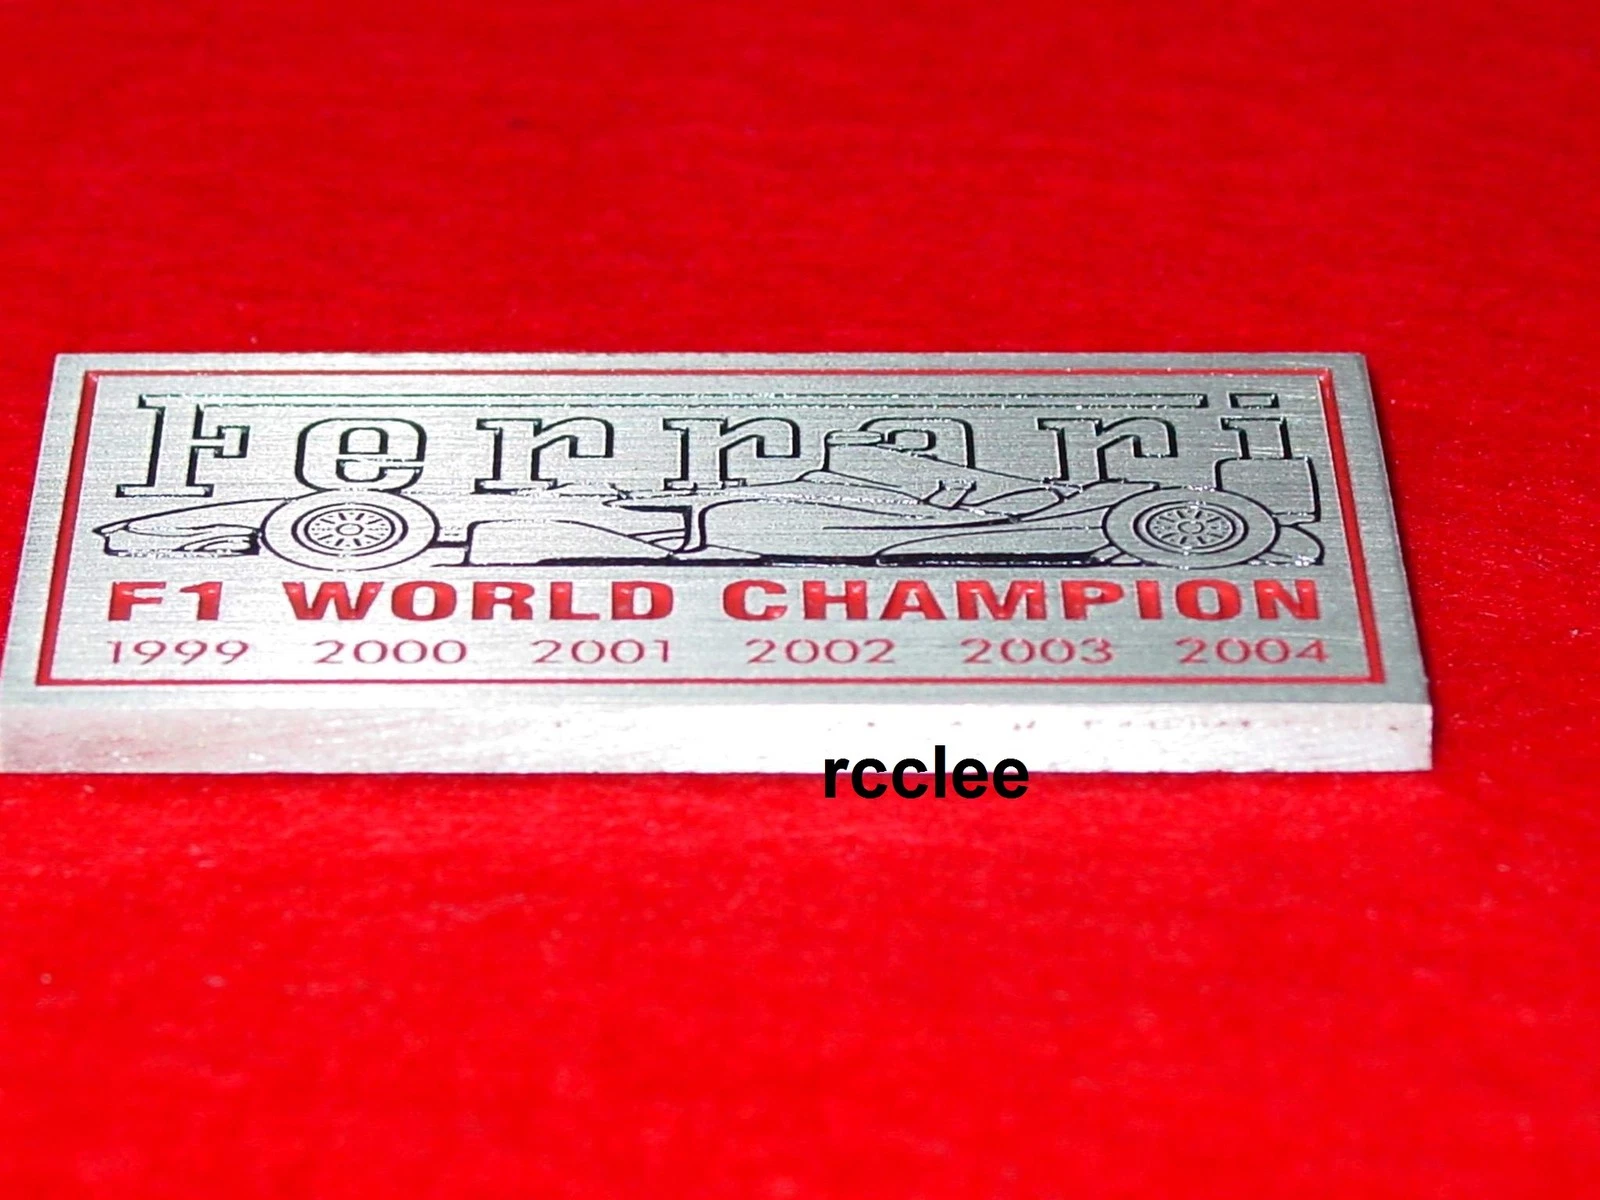 Ferrari
F1 WORLD CHAMPION
1999 2000 2001 2002 2003 2004
rcclee